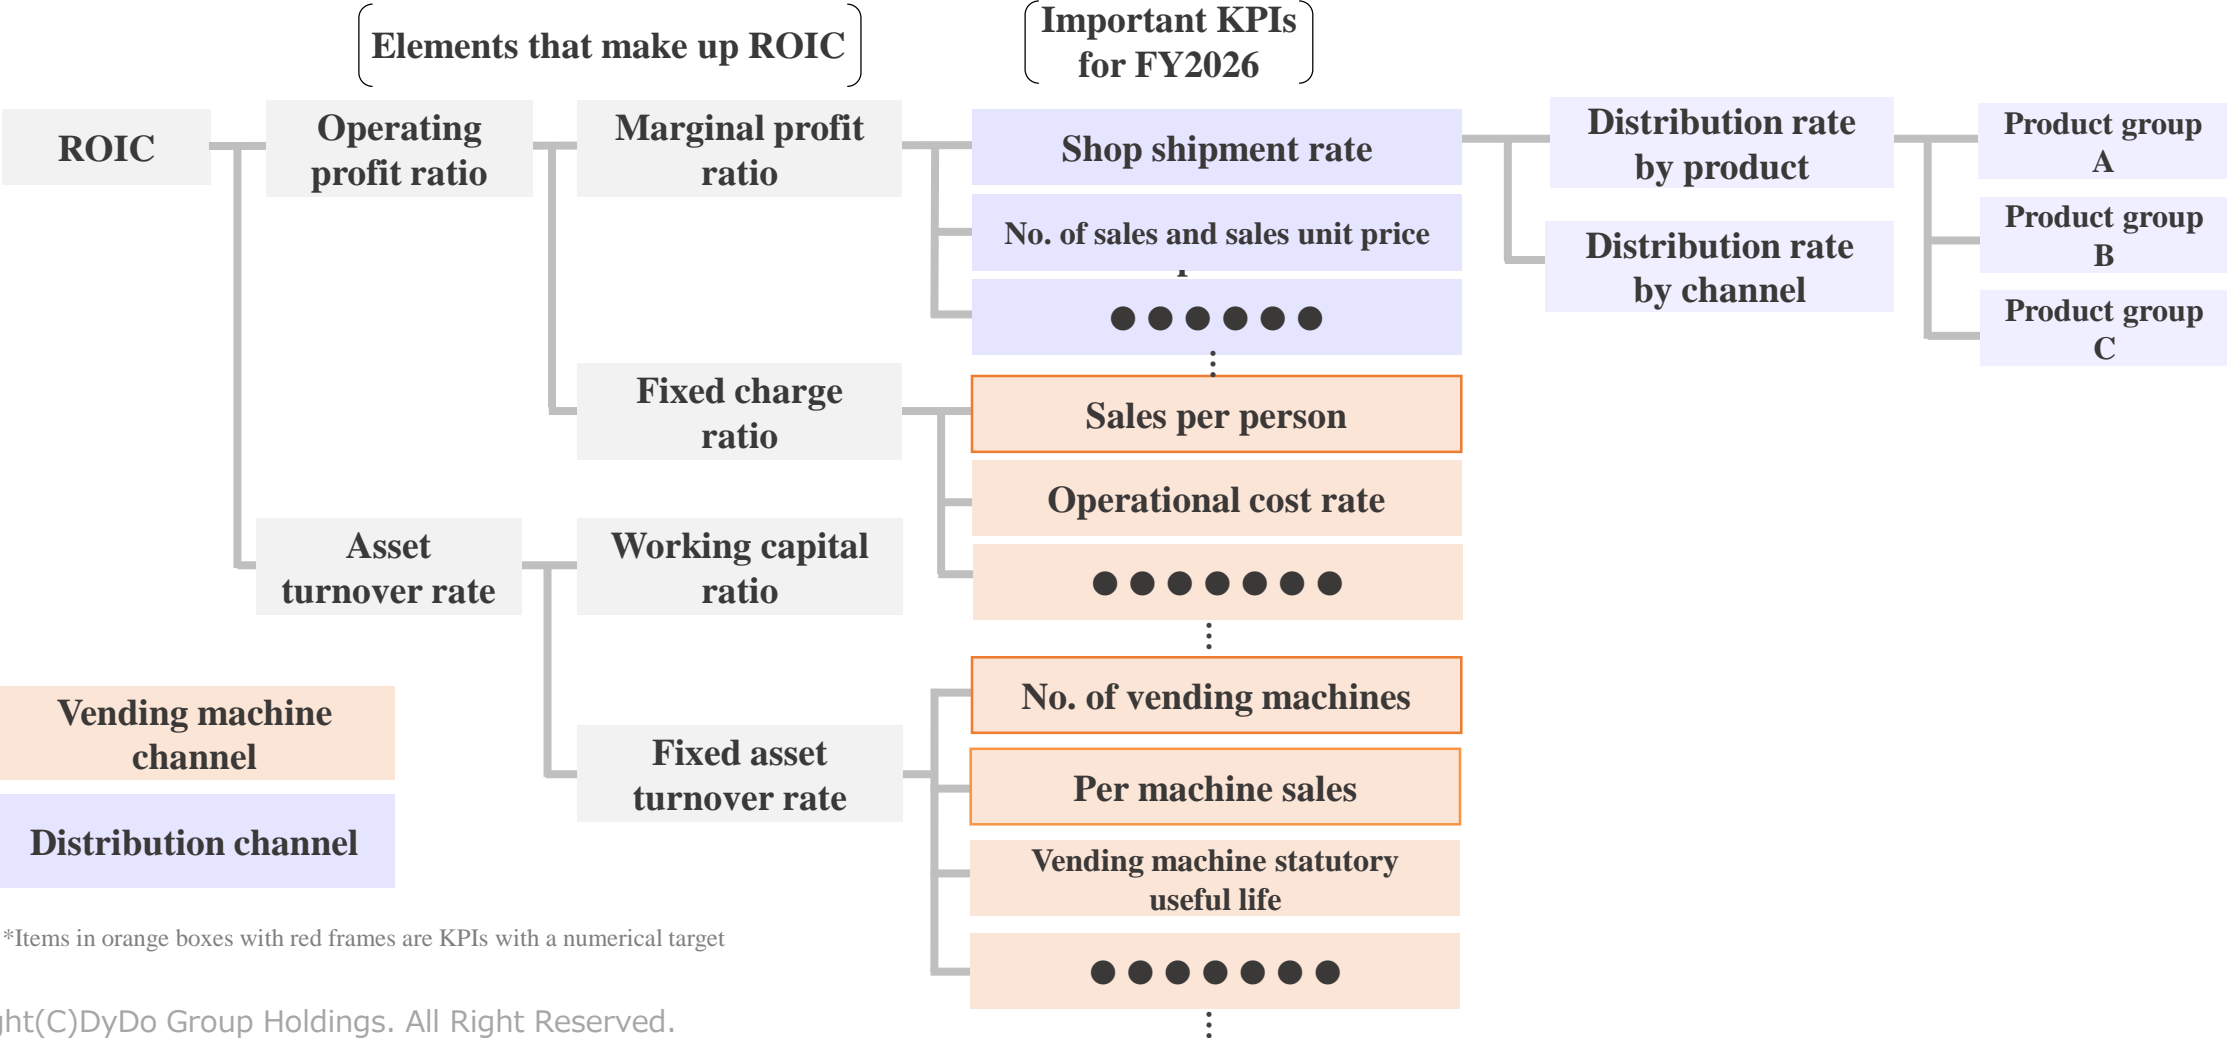 Elements that make up ROIC
Important KPIs
for FY2026
ROIC
Operating
profit ratio
Marginal profit
ratio
Shop shipment rate
Distribution rate
by product
Product group
A
No. of sales and sales unit price
Product group
B
Distribution rate
by channel
●●●●●●
Product group
C
Fixed charge
ratio
Sales per person
Operational cost rate
Asset
turnover rate
Working capital
ratio
●●●●●●●
No. of vending machines
Vending machine
channel
Fixed asset
turnover rate
Per machine sales
Distribution channel
Vending machine statutory
useful life
*Items in orange boxes with red frames are KPIs with a numerical target
●●●●●●●
ght(C)DyDo Group Holdings. All Right Reserved.